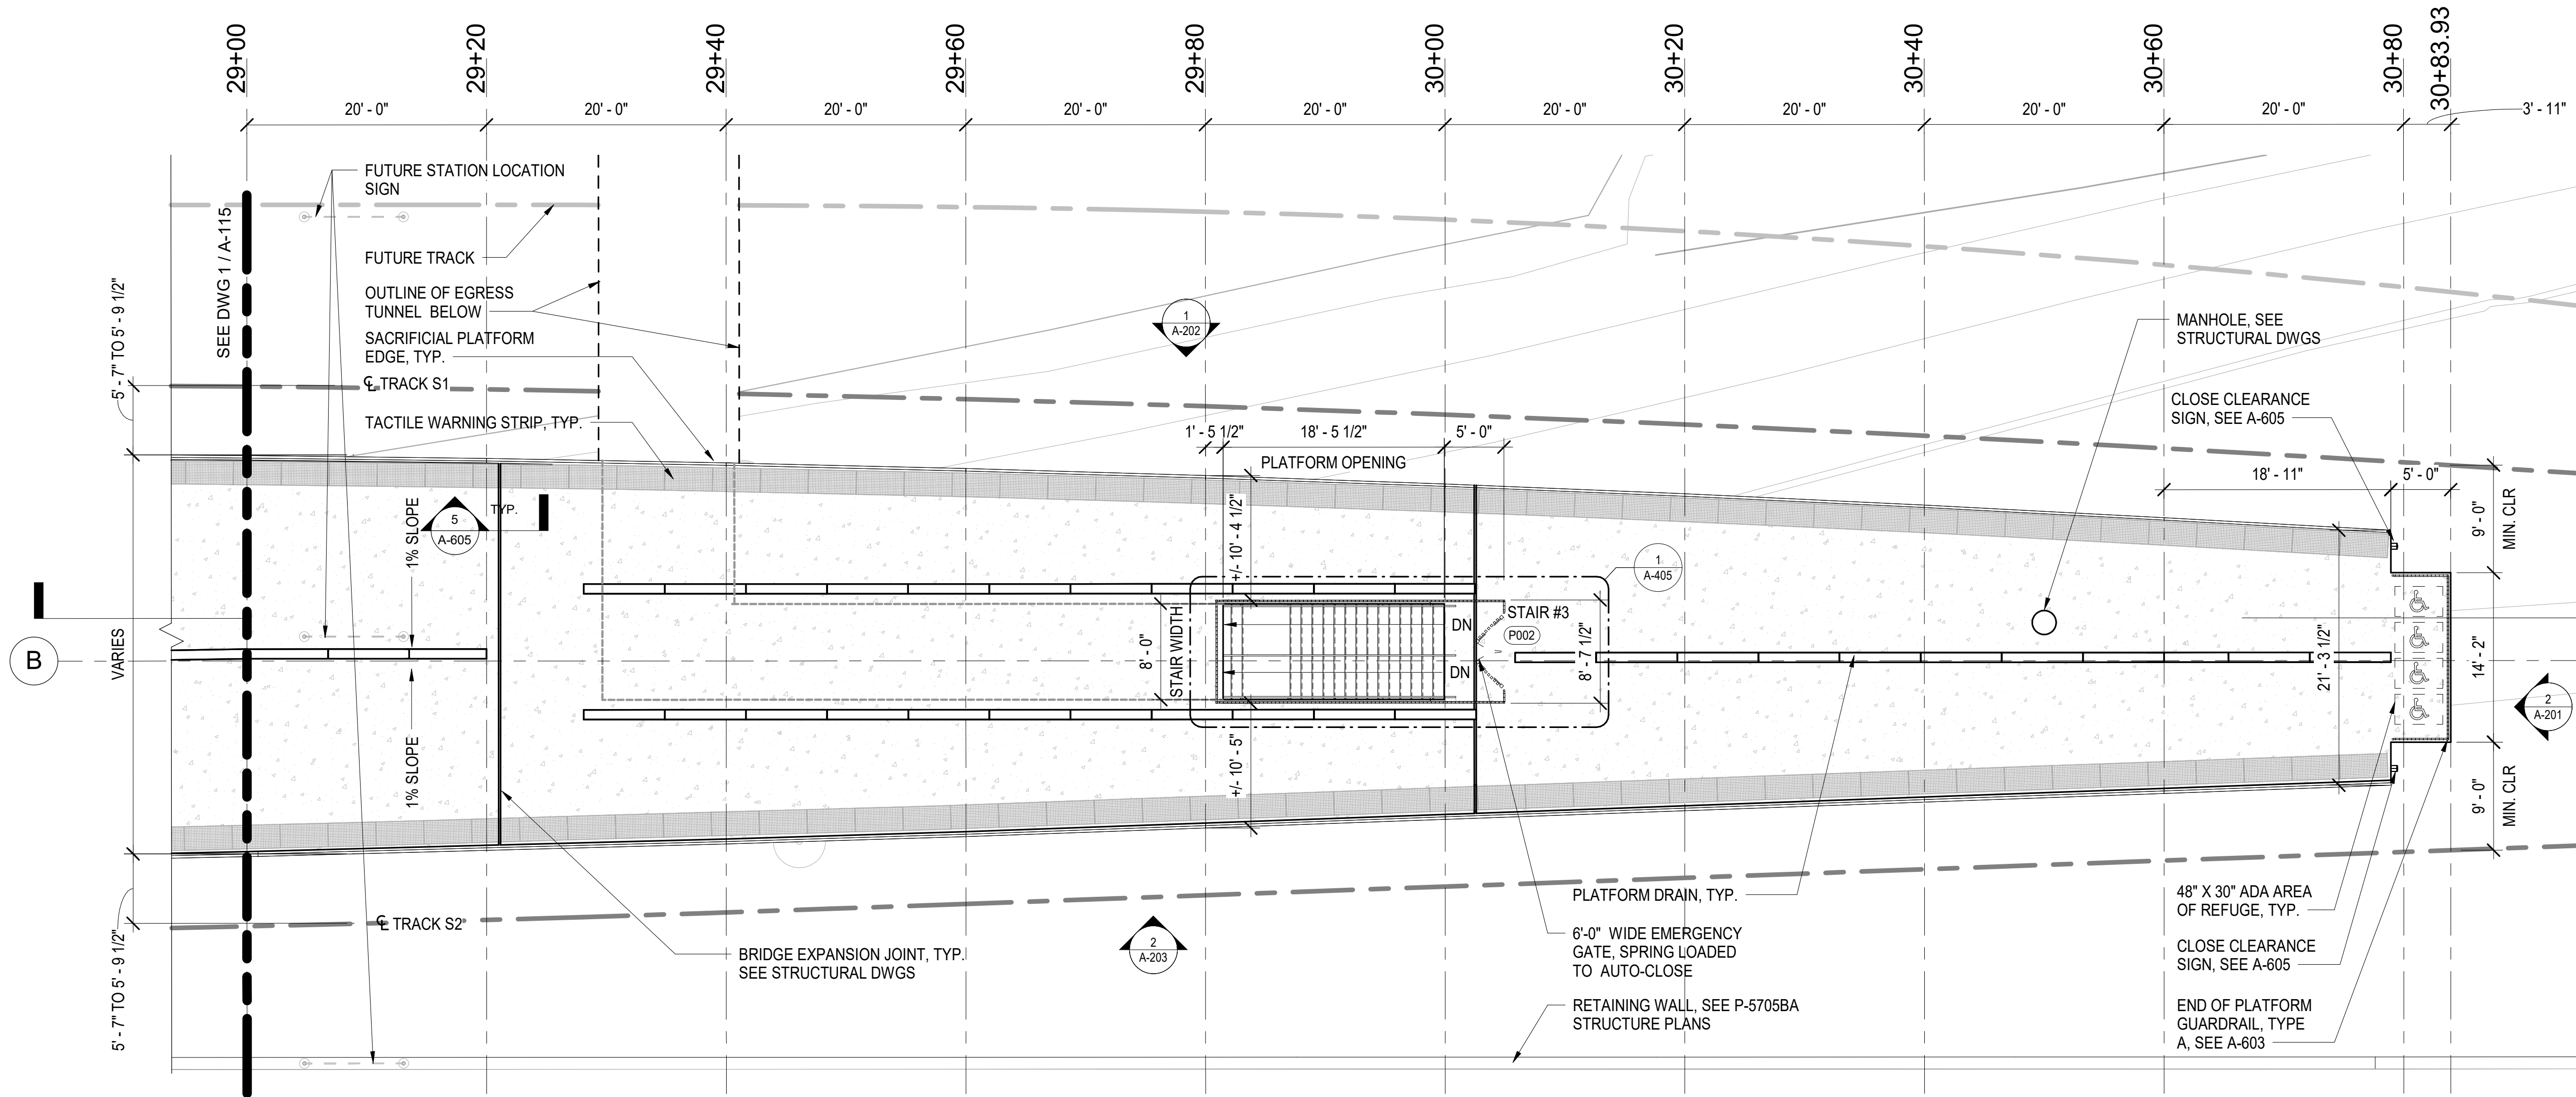 29+00
29+20
29+40
29+60
29+80
30+00
30+20
30+40
30+60
30+80
30+83.93
20' - 0"
20' - 0"
20' - 0"
20' - 0"
20' - 0"
20' - 0"
20' - 0"
20' - 0"
20' - 0"
3' - 11"
SEE DWG 1 / A-115
FUTURE STATION LOCATION
SIGN
FUTURE TRACK
OUTLINE OF EGRESS
TUNNEL BELOW
SACRIFICIAL PLATFORM
EDGE, TYP.
℄ TRACK S1
TACTILE WARNING STRIP, TYP.
5' - 7" TO 5' - 9 1/2"
1
A-202
MANHOLE, SEE
STRUCTURAL DWGS
CLOSE CLEARANCE
SIGN, SEE A-605
1' - 5 1/2"
18' - 5 1/2"
5' - 0"
PLATFORM OPENING
18' - 11"
5' - 0"
9' - 0"
MIN. CLR
5
A-605
TYP.
1% SLOPE
+/- 10' - 4 1/2"
1
A-405
B
VARIES
8' - 0"
STAIR WIDTH
DN
DN
STAIR #3
P002
8' - 7 1/2"
21' - 3 1/2"
14' - 2"
2
A-201
1% SLOPE
+/- 10' - 5"
9' - 0"
MIN. CLR
5' - 7" TO 5' - 9 1/2"
℄ TRACK S2
BRIDGE EXPANSION JOINT, TYP.
SEE STRUCTURAL DWGS
2
A-203
PLATFORM DRAIN, TYP.
6'-0" WIDE EMERGENCY
GATE, SPRING LOADED
TO AUTO-CLOSE
RETAINING WALL, SEE P-5705BA
STRUCTURE PLANS
48" X 30" ADA AREA
OF REFUGE, TYP.
CLOSE CLEARANCE
SIGN, SEE A-605
END OF PLATFORM
GUARDRAIL, TYPE
A, SEE A-603